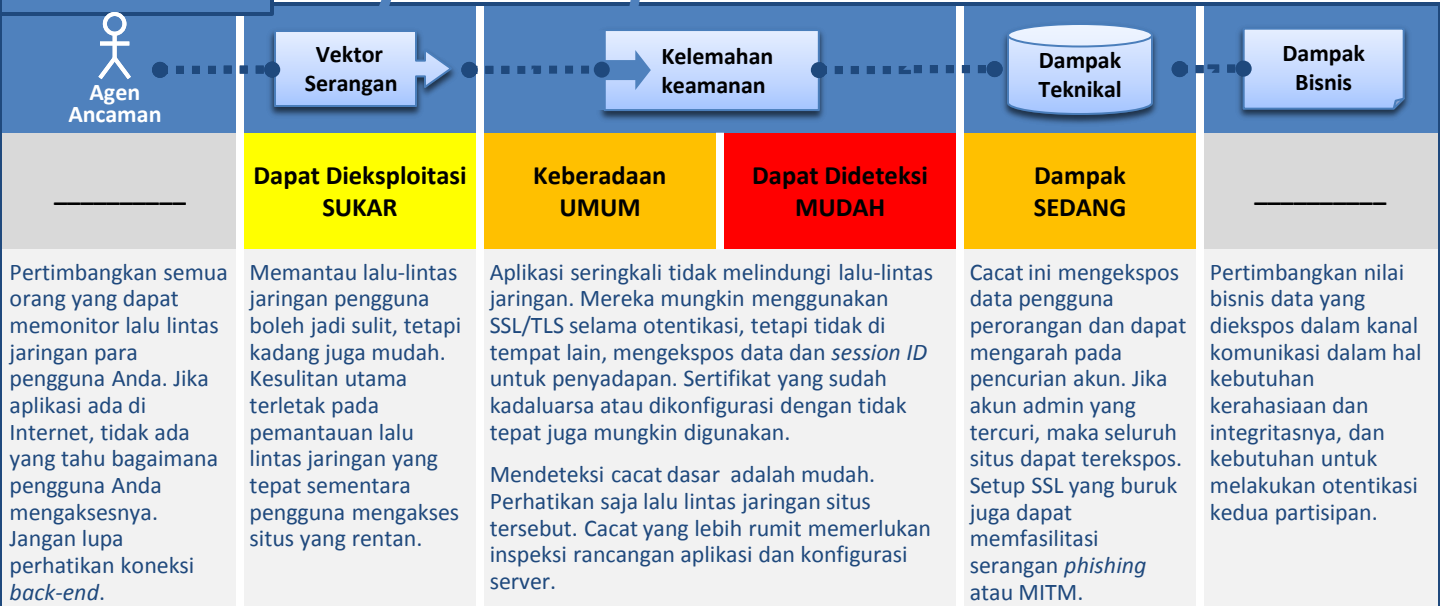 Agen
Ancaman
Vektor
Serangan
Kelemahan
keamanan
Dampak
Teknikal
Dampak
Bisnis
__________
Dapat Dieksploitasi
SUKAR
Keberadaan
UMUM
Dapat Dideteksi
MUDAH
Dampak
SEDANG
__________
Pertimbangkan semua
orang yang dapat
memonitor lalu lintas
jaringan para
pengguna Anda. Jika
aplikasi ada di
Internet, tidak ada
yang tahu bagaimana
pengguna Anda
mengaksesnya.
Jangan lupa
perhatikan koneksi
back-end.
Memantau lalu-lintas
jaringan pengguna
boleh jadi sulit, tetapi
kadang juga mudah.
Kesulitan utama
terletak pada
pemantauan lalu
lintas jaringan yang
tepat sementara
pengguna mengakses
situs yang rentan.
Aplikasi seringkali tidak melindungi lalu-lintas
jaringan. Mereka mungkin menggunakan
SSL/TLS selama otentikasi, tetapi tidak di
tempat lain, mengekspos data dan session ID
untuk penyadapan. Sertifikat yang sudah
kadaluarsa atau dikonfigurasi dengan tidak
tepat juga mungkin digunakan.
Mendeteksi cacat dasar adalah mudah.
Perhatikan saja lalu lintas jaringan situs
tersebut. Cacat yang lebih rumit memerlukan
inspeksi rancangan aplikasi dan konfigurasi
server.
Cacat ini mengekspos
data pengguna
perorangan dan dapat
mengarah pada
pencurian akun. Jika
akun admin yang
tercuri, maka seluruh
situs dapat terekspos.
Setup SSL yang buruk
juga dapat
memfasilitasi
serangan phishing
atau MITM.
Pertimbangkan nilai
bisnis data yang
diekspos dalam kanal
komunikasi dalam hal
kebutuhan
kerahasiaan dan
integritasnya, dan
kebutuhan untuk
melakukan otentikasi
kedua partisipan.